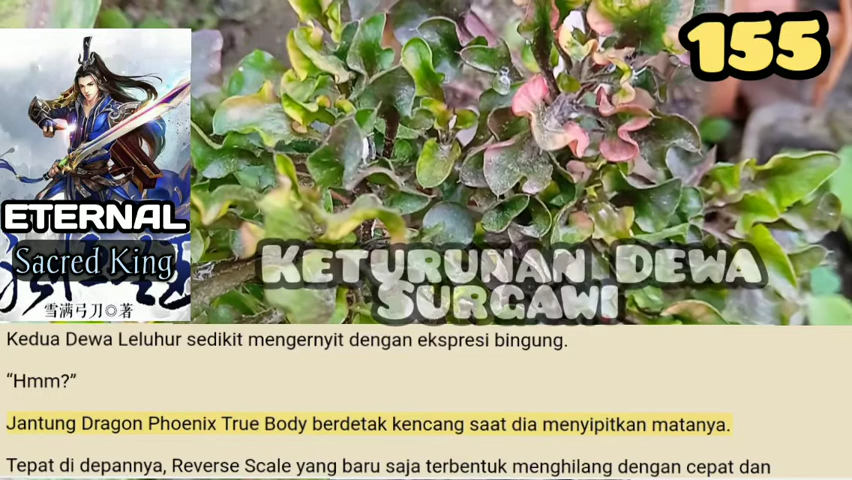 155
ETERNAL
Sacred King
雪满弓刀◎著
KETURUNAN DEWA
SURGAWI
Kedua Dewa Leluhur sedikit mengernyit dengan ekspresi bingung.
“Hmm?”
Jantung Dragon Phoenix True Body berdetak kencang saat dia menyipitkan matanya.
Tepat di depannya, Reverse Scale yang baru saja terbentuk menghilang dengan cepat dan